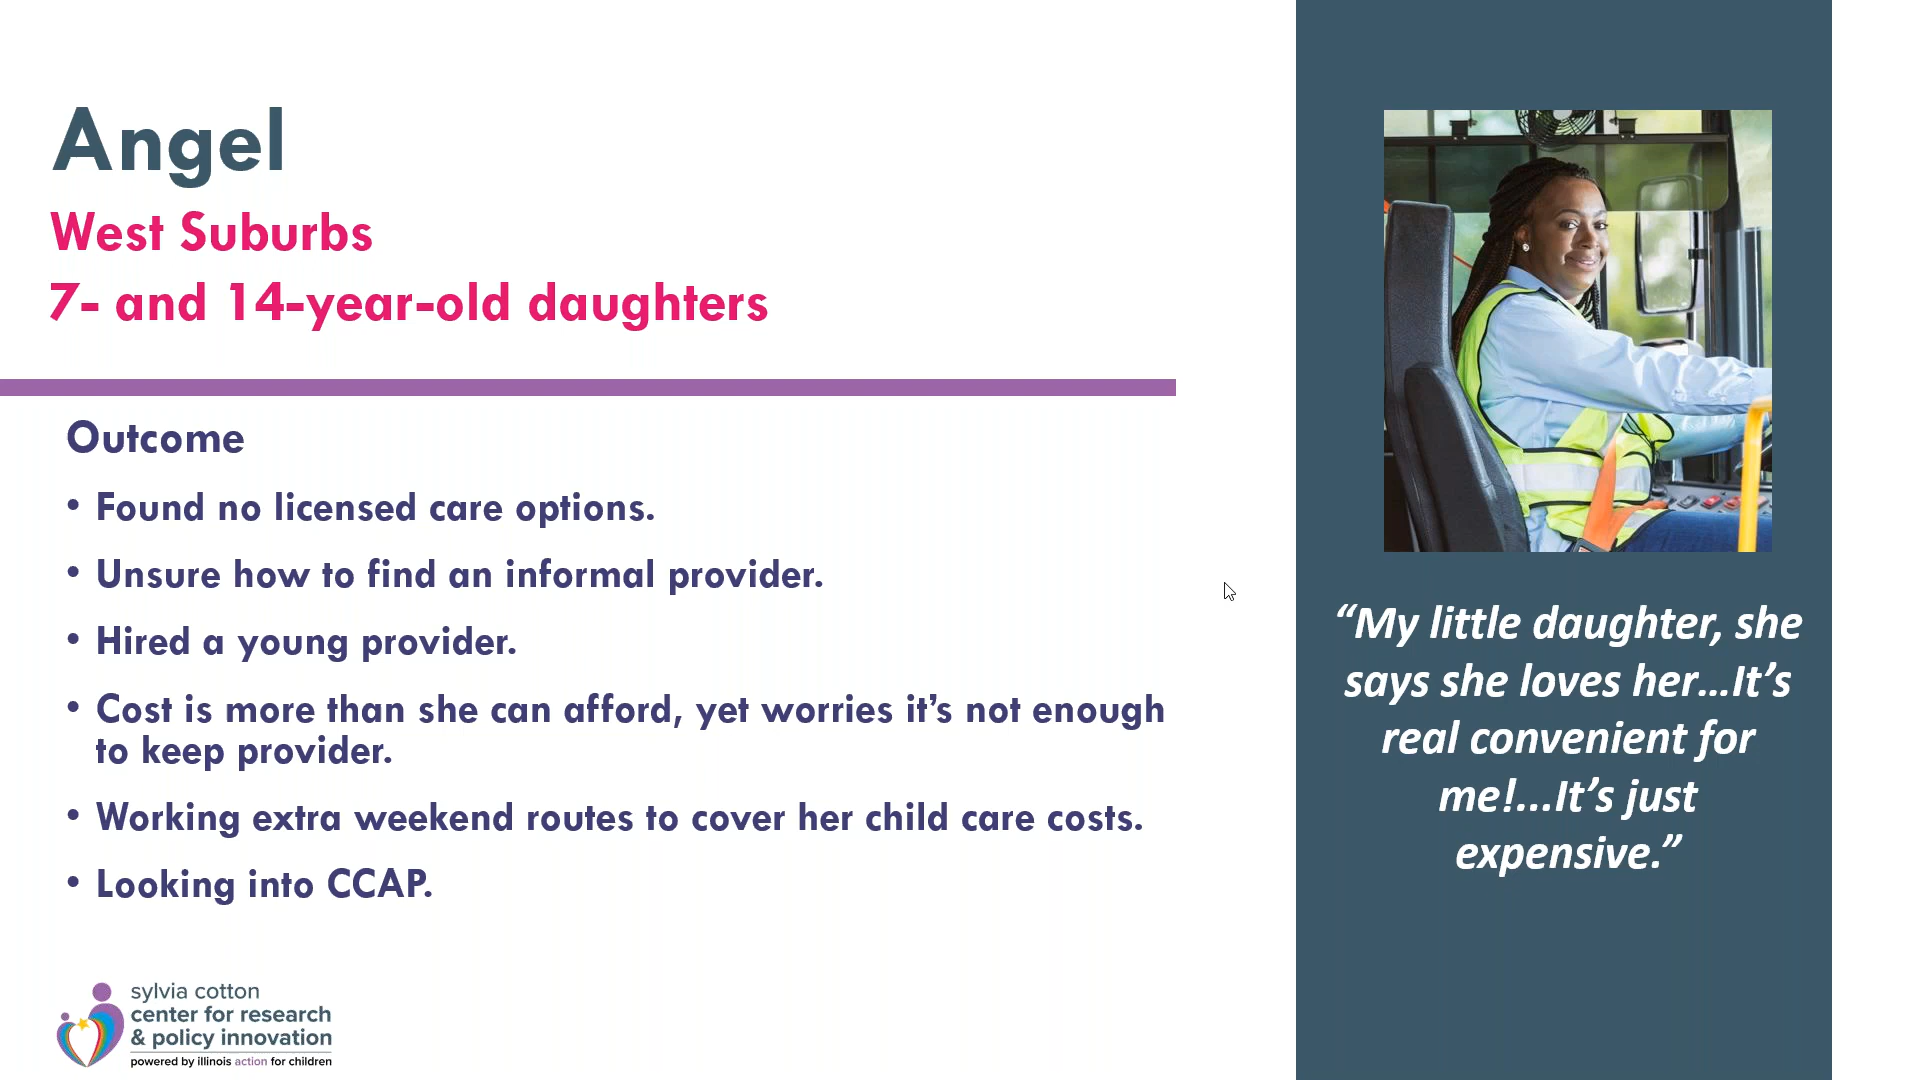 Angel
West Suburbs
7- and 14-year-old daughters
Outcome
• Found no licensed care options.
• Unsure how to find an informal provider.
• Hired a young provider.
• Cost is more than she can afford, yet worries it’s not enough
to keep provider.
• Working extra weekend routes to cover her child care costs.
• Looking into CCAP.
“My little daughter, she
says she loves her...It’s
real convenient for
me!...It’s just
expensive.”
sylvia cotton
center for research
& policy innovation
powered by illinois action for children